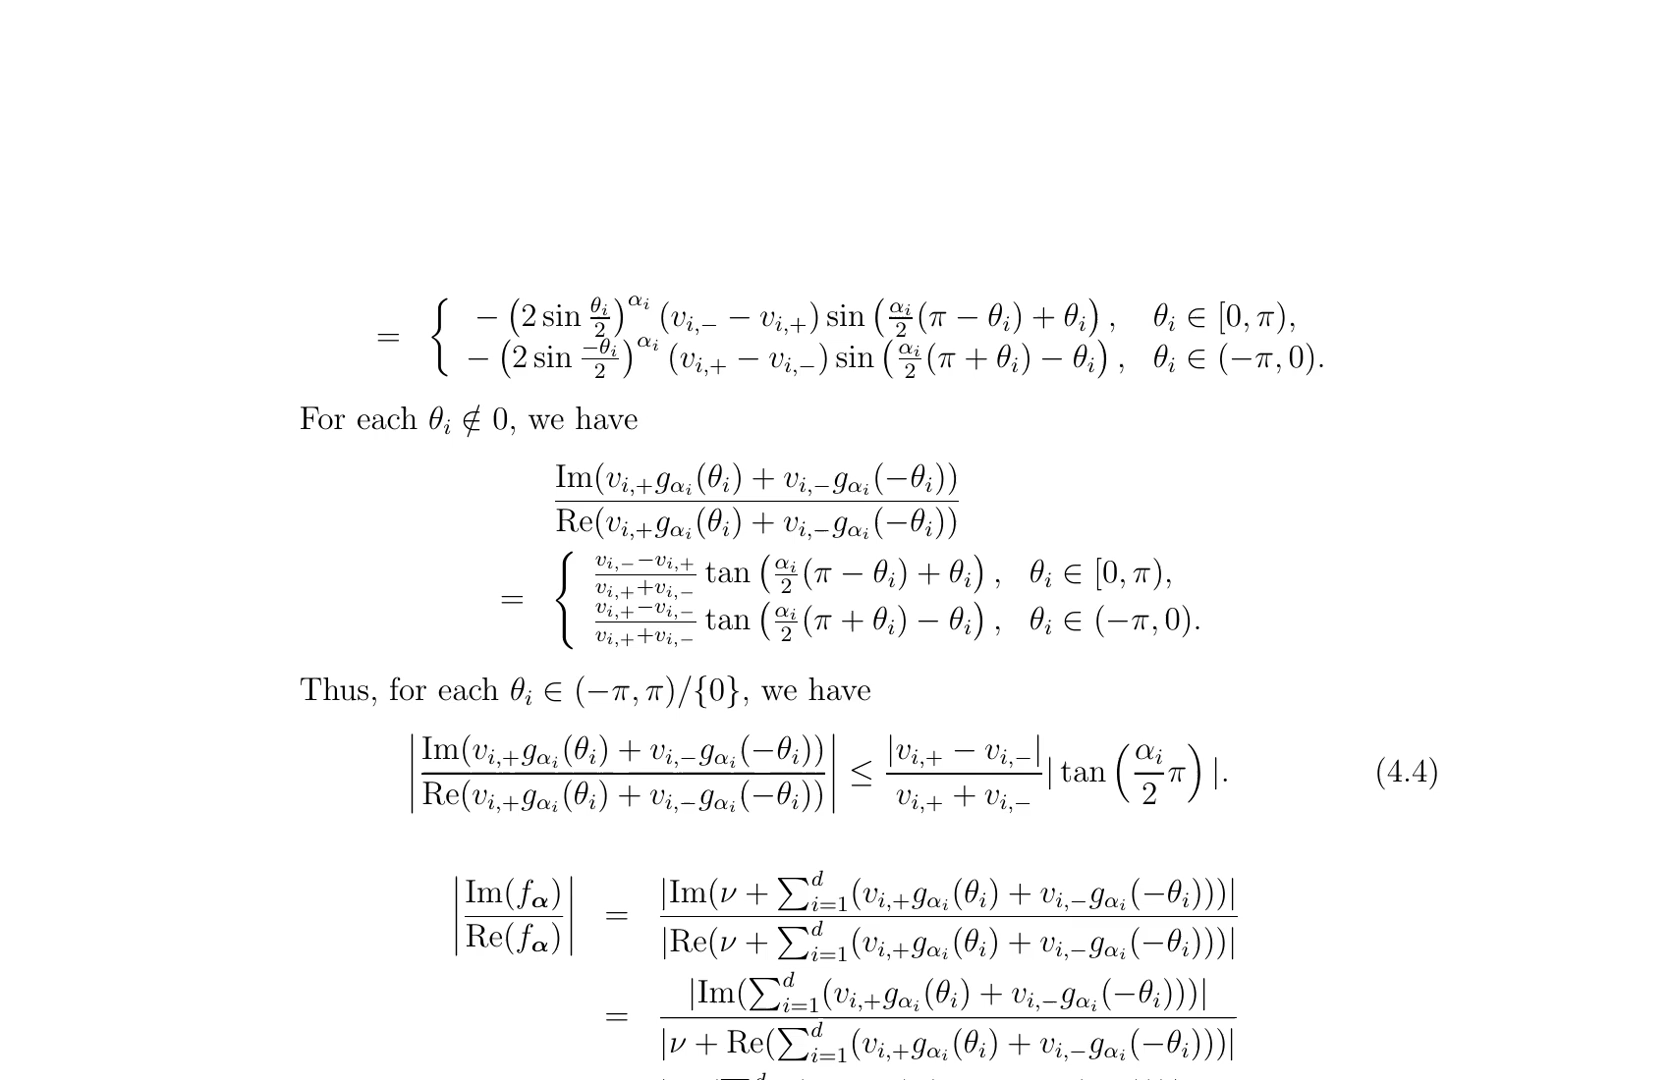 = { − (2 sin θ_i/2)^{α_i} (v_{i,−} − v_{i,+}) sin (α_i/2 (π − θ_i) + θ_i) , θ_i ∈ [0, π),
− (2 sin −θ_i/2)^{α_i} (v_{i,+} − v_{i,−}) sin (α_i/2 (π + θ_i) − θ_i) , θ_i ∈ (−π, 0).
For each θ_i ∉ 0, we have
Im(v_{i,+}g_{α_i}(θ_i) + v_{i,−}g_{α_i}(−θ_i))
Re(v_{i,+}g_{α_i}(θ_i) + v_{i,−}g_{α_i}(−θ_i))
= { (v_{i,−}−v_{i,+})/(v_{i,+}+v_{i,−}) tan (α_i/2 (π − θ_i) + θ_i) , θ_i ∈ [0, π),
(v_{i,+}−v_{i,−})/(v_{i,+}+v_{i,−}) tan (α_i/2 (π + θ_i) − θ_i) , θ_i ∈ (−π, 0).
Thus, for each θ_i ∈ (−π, π)/{0}, we have
|Im(v_{i,+}g_{α_i}(θ_i) + v_{i,−}g_{α_i}(−θ_i)) / Re(v_{i,+}g_{α_i}(θ_i) + v_{i,−}g_{α_i}(−θ_i))| ≤ |v_{i,+} − v_{i,−}| / (v_{i,+} + v_{i,−}) | tan (α_i/2 π) |. (4.4)
|Im(f_α) / Re(f_α)| = |Im(ν + ∑_{i=1}^d (v_{i,+}g_{α_i}(θ_i) + v_{i,−}g_{α_i}(−θ_i)))| / |Re(ν + ∑_{i=1}^d (v_{i,+}g_{α_i}(θ_i) + v_{i,−}g_{α_i}(−θ_i)))|
= |Im(∑_{i=1}^d (v_{i,+}g_{α_i}(θ_i) + v_{i,−}g_{α_i}(−θ_i)))| / |ν + Re(∑_{i=1}^d (v_{i,+}g_{α_i}(θ_i) + v_{i,−}g_{α_i}(−θ_i)))|